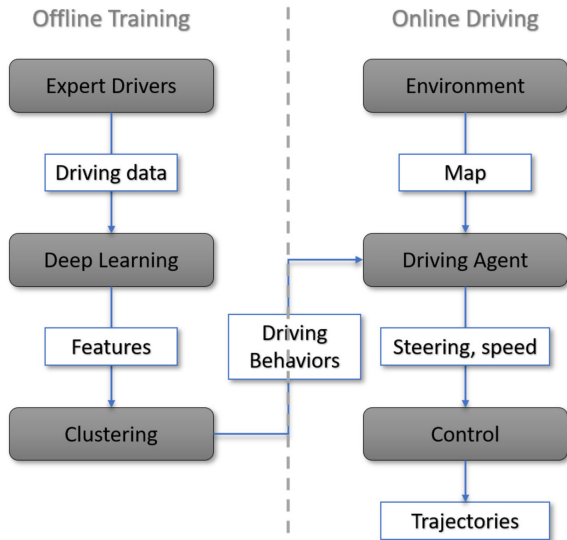 Offline Training
Online Driving
Expert Drivers
Environment
Driving data
Map
Deep Learning
Driving Agent
Features
Driving
Behaviors
Steering, speed
Clustering
Control
Trajectories